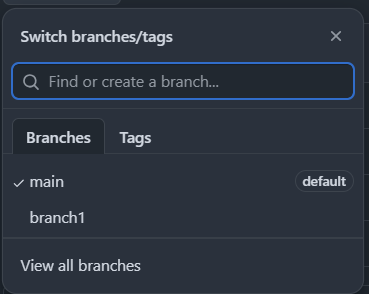 Switch branches/tags
Find or create a branch...
Branches Tags
main default
branch1
View all branches